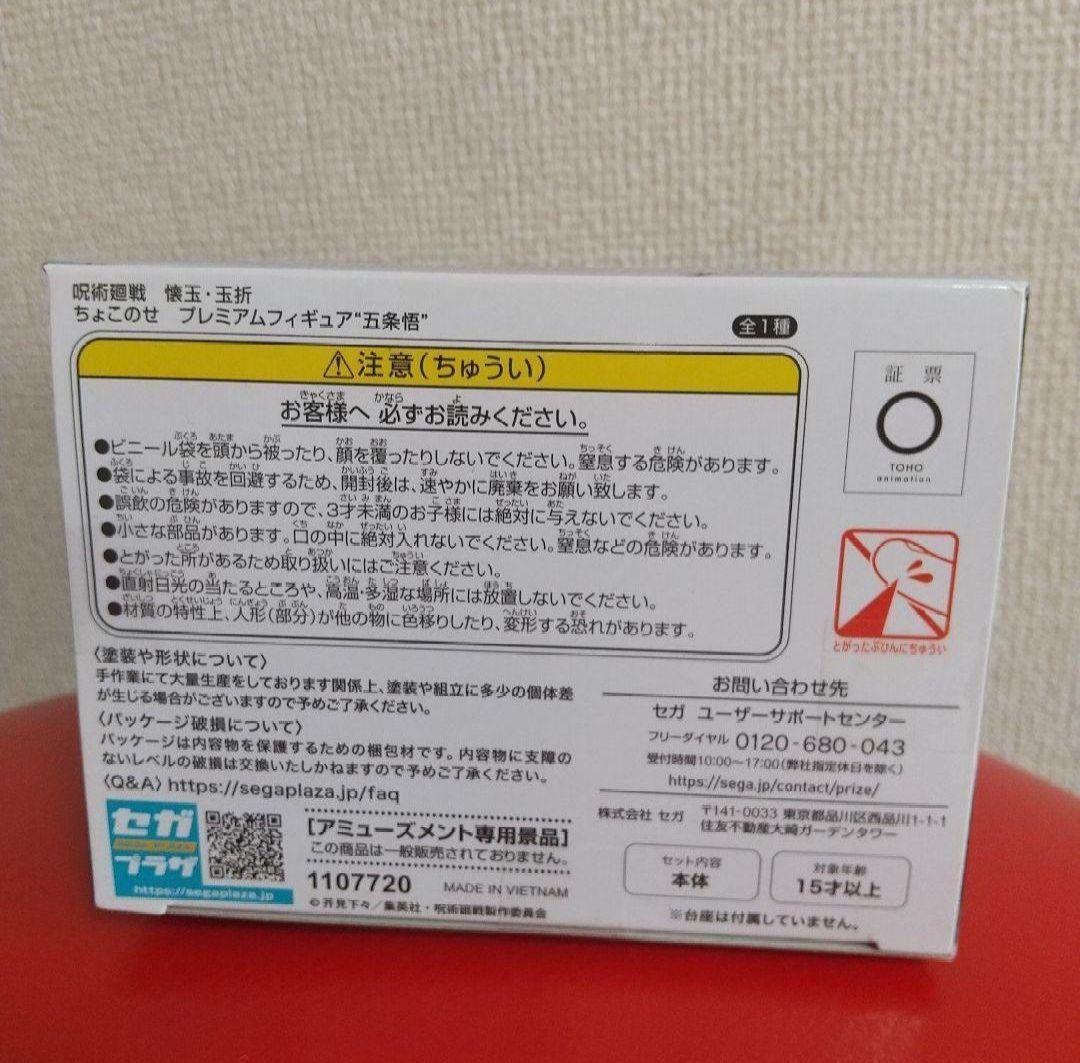 呪術廻戦 懐玉・玉折
ちょこのせ プレミアムフィギュア“五条悟”
全1種
⚠注意(ちゅうい)
お客様へ 必ずお読みください。
●ビニール袋を頭から被ったり、顔を覆ったりしないでください。窒息する危険があります。
●袋による事故を回避するため、開封後は、速やかに廃棄をお願い致します。
●誤飲の危険がありますので、3才未満のお子様には絶対に与えないでください。
●小さな部品があります。口の中に絶対入れないでください。窒息などの危険があります。
●とがった所があるため取り扱いにはご注意ください。
●直射日光の当たるところや、高温・多湿な場所には放置しないでください。
●材質の特性上、人形(部分)が他の物に色移りしたり、変形する恐れがあります。
証票
TOHO
animation
とがったぶひんにちゅうい
〈塗装や形状について〉
手作業にて大量生産をしております関係上、塗装や組立に多少の個体差
が生じる場合がございますので予めご了承ください。
〈パッケージ破損について〉
パッケージは内容物を保護するための梱包材です。内容物に支障の
ないレベルの破損は交換いたしかねますので予めご了承ください。
〈Q&A〉https://segaplaza.jp/faq
お問い合わせ先
セガ ユーザーサポートセンター
フリーダイヤル 0120-680-043
受付時間10:00〜17:00(弊社指定休日を除く)
https://sega.jp/contact/prize/
株式会社 セガ 〒141-0033 東京都品川区西品川1-1-1
住友不動産大崎ガーデンタワー
セガ
プラザ
https://segaplaza.jp
[アミューズメント専用景品]
この商品は一般販売されておりません。
1107720 MADE IN VIETNAM
©芥見下々/集英社・呪術廻戦製作委員会
セット内容
本体
対象年齢
15才以上
※台座は付属していません。